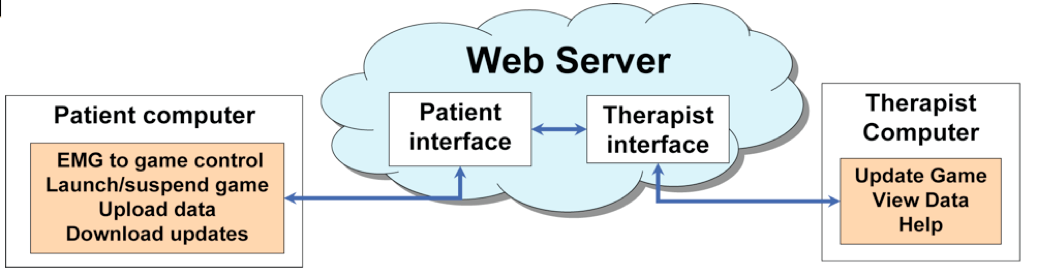 Web Server
Patient computer
EMG to game control
Launch/suspend game
Upload data
Download updates
Patient
interface
Therapist
interface
Therapist
Computer
Update Game
View Data
Help